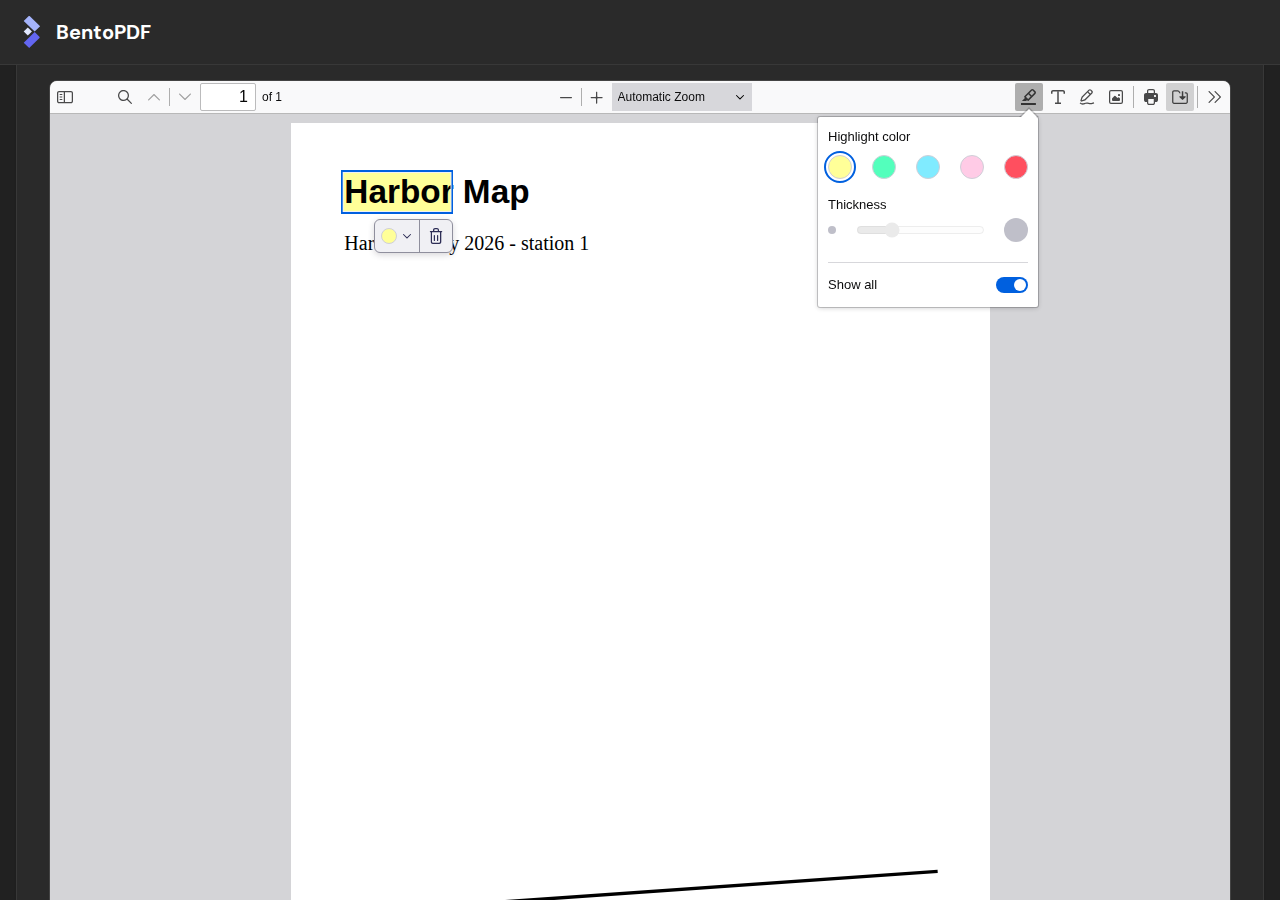 BentoPDF
1 of 1
Automatic Zoom
Highlight color
Thickness
Show all
Harbor Map
Har y 2026 - station 1